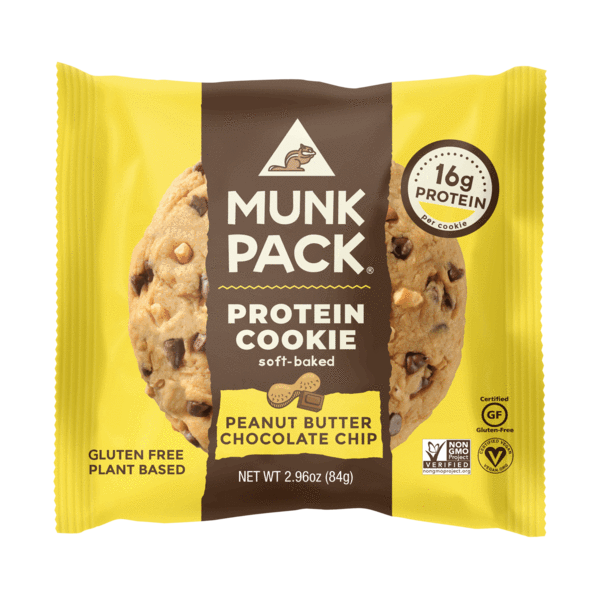 MUNK
PACK®
PROTEIN
COOKIE
soft-baked
PEANUT BUTTER
CHOCOLATE CHIP
NET WT 2.96oz (84g)
16g
PROTEIN
per cookie
GLUTEN FREE
PLANT BASED
NON
GMO
Project
VERIFIED
nongmoproject.org
Certified
GF
Gluten-Free
CERTIFIED VEGAN
VEGAN.ORG